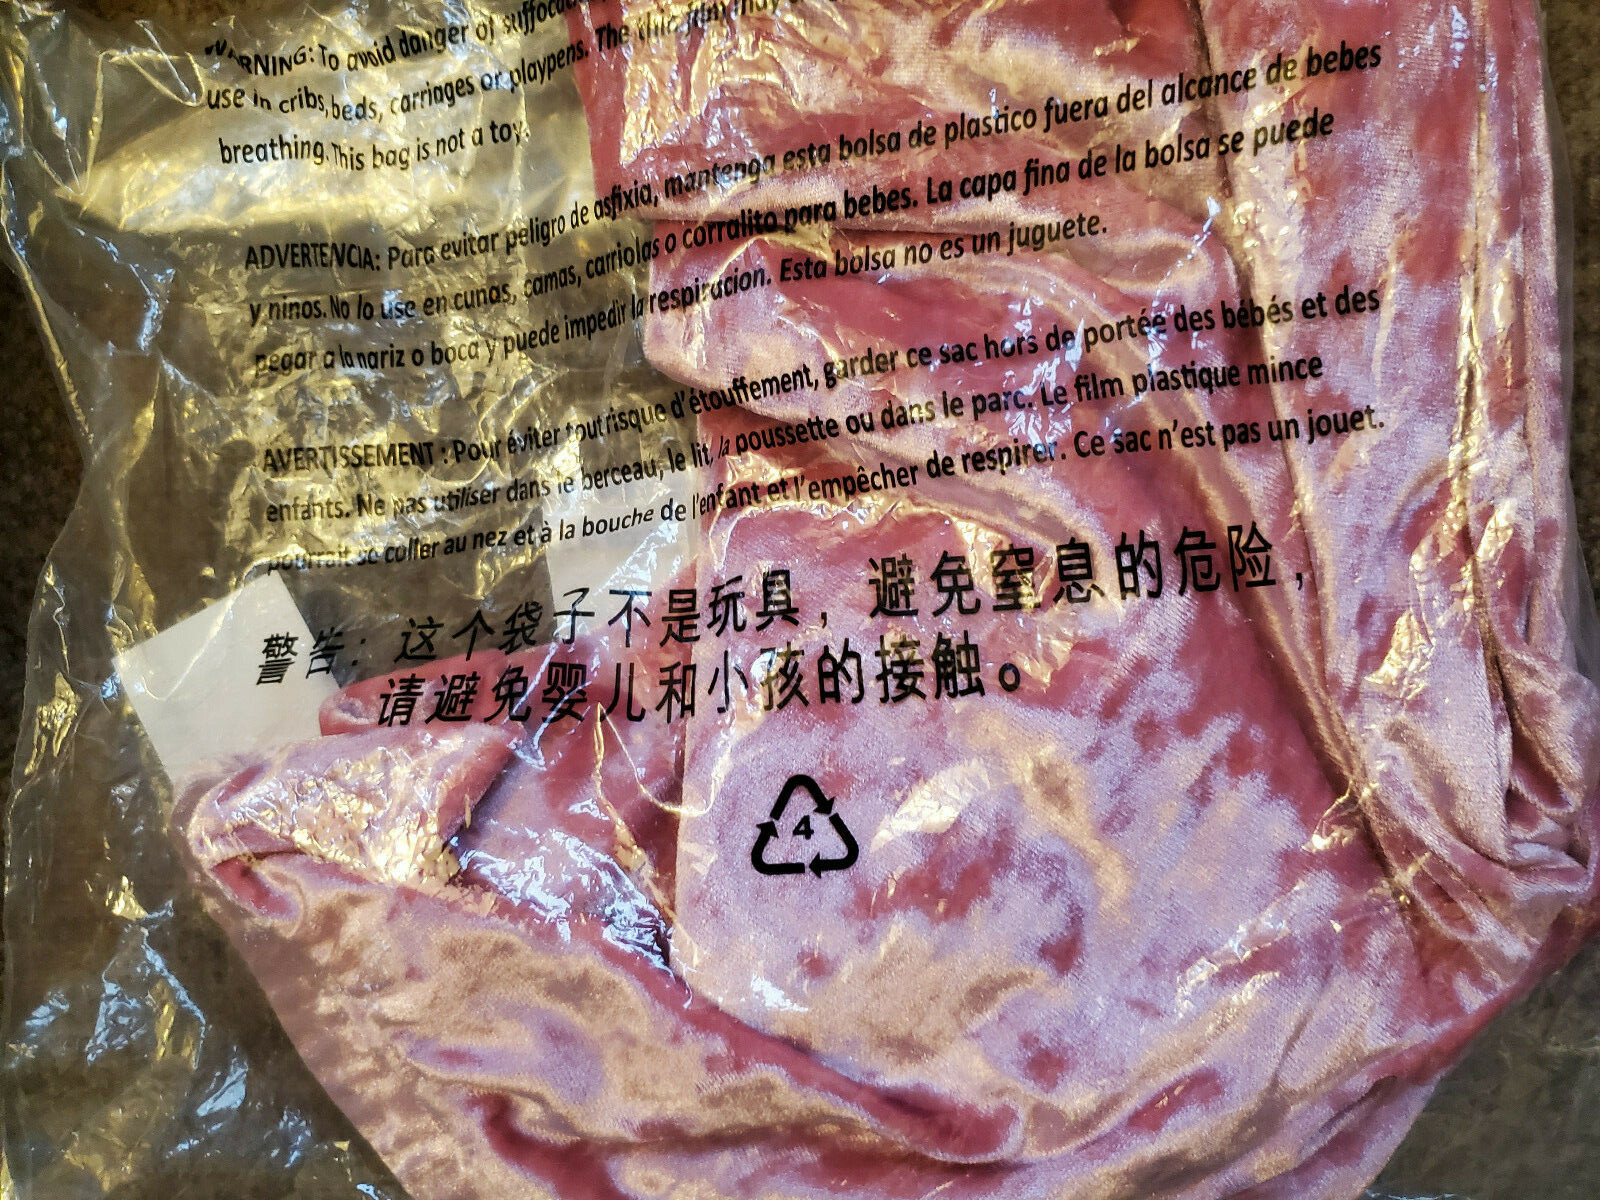 WARNING: To avoid danger of suffocation,
use in cribs, beds, carriages or playpens. The thin film may
breathing. This bag is not a toy.
ADVERTENCIA: Para evitar peligro de asfixia, mantenga esta bolsa de plastico fuera del alcance de bebes
y ninos. No lo use en cunas, camas, carriolas o corralito para bebes. La capa fina de la bolsa se puede
pegar a la nariz o boca y puede impedir la respiracion. Esta bolsa no es un juguete.
AVERTISSEMENT : Pour éviter tout risque d'étouffement, garder ce sac hors de portée des bébés et des
enfants. Ne pas utiliser dans le berceau, le lit, la poussette ou dans le parc. Le film plastique mince
pourrait se coller au nez et à la bouche de l'enfant et l'empêcher de respirer. Ce sac n'est pas un jouet.
警告：这个袋子不是玩具，避免窒息的危险，
请避免婴儿和小孩的接触。
4